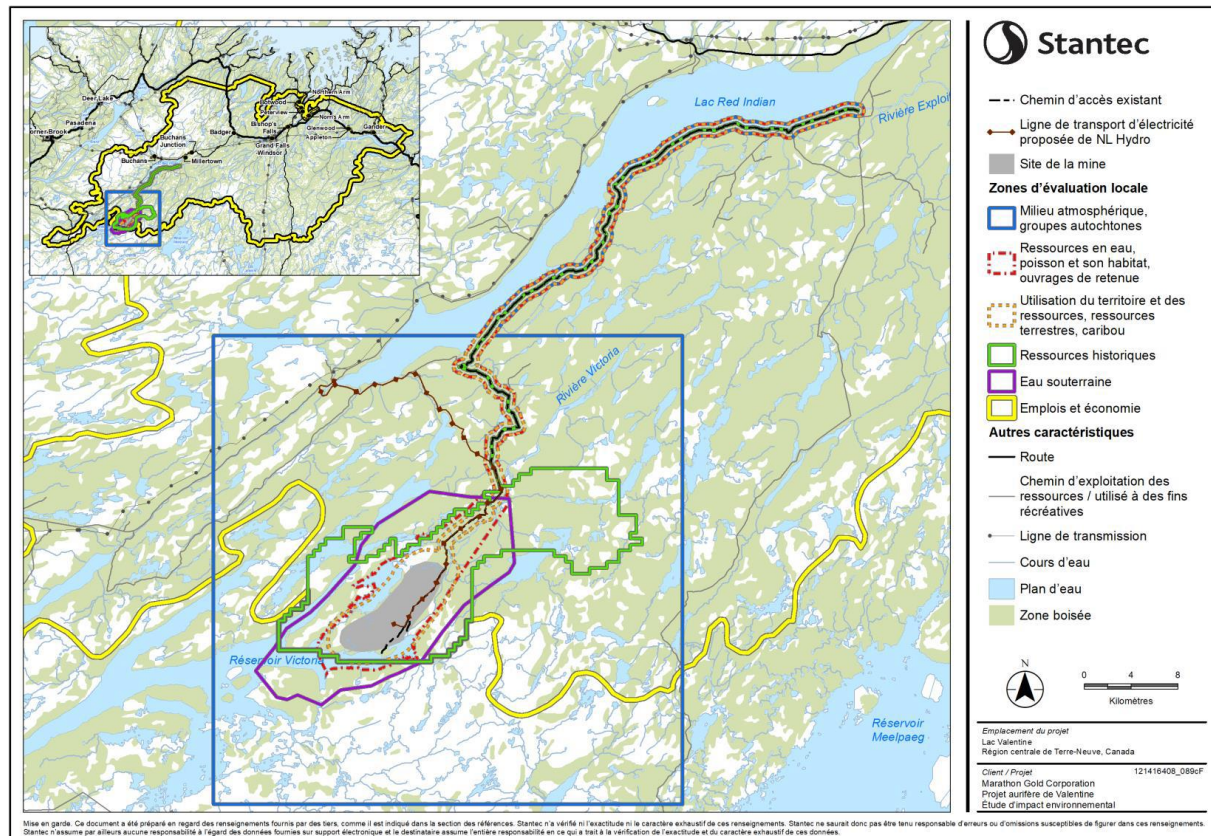 Deer Lake
Pasadena
Corner Brook
Buchans
Junction
Buchans
Millertown
Badger
Northern Arm
Botwood
Peterview
Norris Arm
Bishop's
Falls
Glenwood
Appleton
Gander
Grand Falls
Windsor
Lac Red Indian
Rivière Exploi
Rivière Victoria
Réservoir Victoria
Réservoir
Meelpaeg
Stantec
Chemin d'accès existant
Ligne de transport d'électricité
proposée de NL Hydro
Site de la mine
Zones d'évaluation locale
Milieu atmosphérique,
groupes autochtones
Ressources en eau,
poisson et son habitat,
ouvrages de retenue
Utilisation du territoire et des
ressources, ressources
terrestres, caribou
Ressources historiques
Eau souterraine
Emplois et économie
Autres caractéristiques
Route
Chemin d'exploitation des
ressources / utilisé à des fins
récréatives
Ligne de transmission
Cours d'eau
Plan d'eau
Zone boisée
N
0 4 8
Kilomètres
Emplacement du projet
Lac Valentine
Région centrale de Terre-Neuve, Canada
Client / Projet 121416408_089cF
Marathon Gold Corporation
Projet aurifère de Valentine
Étude d'impact environnemental
Mise en garde. Ce document a été préparé en regard des renseignements fournis par des tiers, comme il est indiqué dans la section des références. Stantec n'a vérifié ni l'exactitude ni le caractère exhaustif de ces renseignements. Stantec ne saurait donc pas être tenu responsable d'erreurs ou d'omissions susceptibles de figurer dans ces renseignements.
Stantec n'assume par ailleurs aucune responsabilité à l'égard des données fournies sur support électronique et le destinataire assume l'entière responsabilité en ce qui a trait à la vérification de l'exactitude et du caractère exhaustif de ces données.